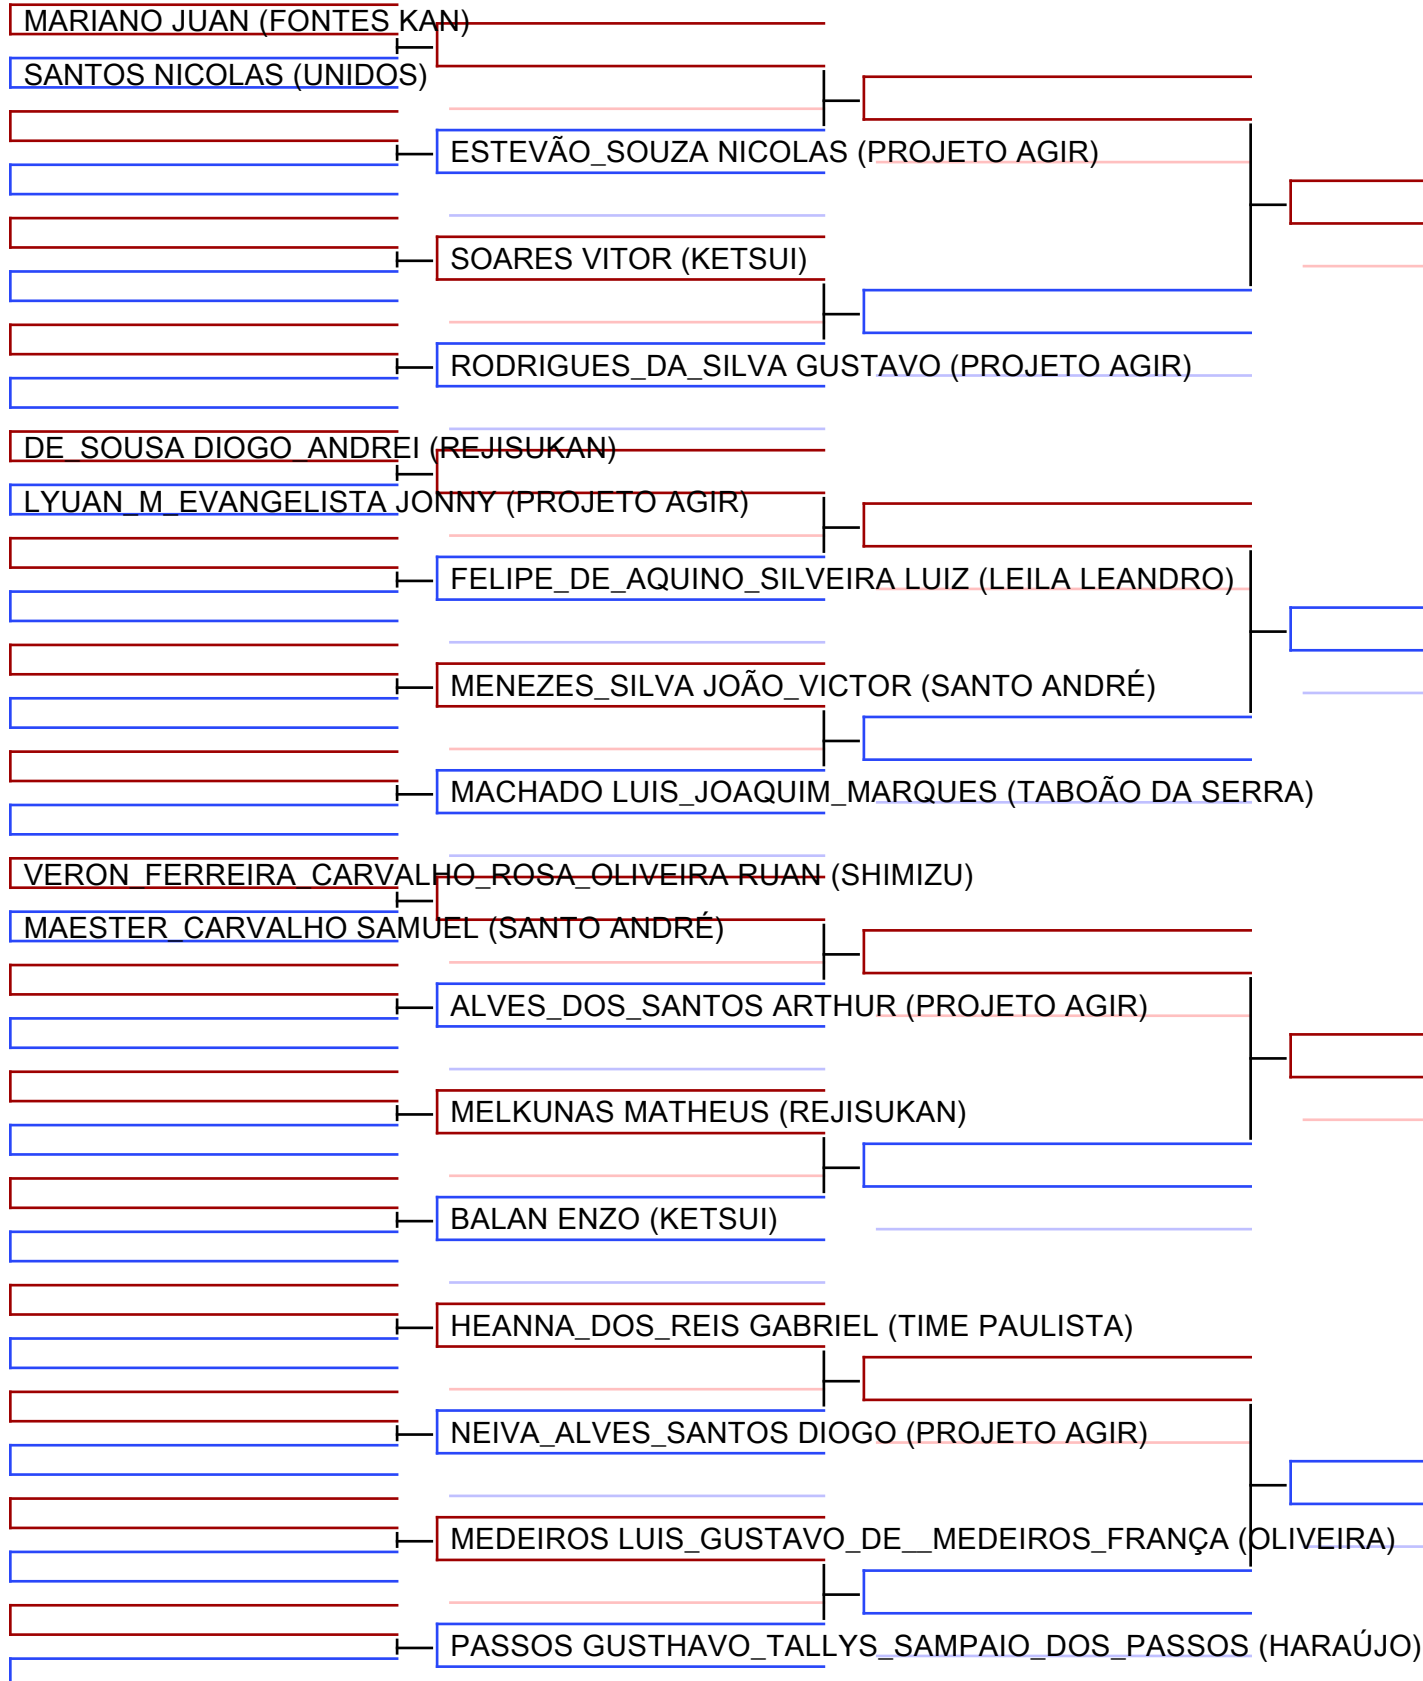 MARIANO JUAN (FONTES KAN)
SANTOS NICOLAS (UNIDOS)
ESTEVÃO_SOUZA NICOLAS (PROJETO AGIR)
SOARES VITOR (KETSUI)
RODRIGUES_DA_SILVA GUSTAVO (PROJETO AGIR)
DE_SOUSA DIOGO_ANDREI (REJISUKAN)
LYUAN_M_EVANGELISTA JONNY (PROJETO AGIR)
FELIPE_DE_AQUINO_SILVEIRA LUIZ (LEILA LEANDRO)
MENEZES_SILVA JOÃO_VICTOR (SANTO ANDRÉ)
MACHADO LUIS_JOAQUIM_MARQUES (TABOÃO DA SERRA)
VERON_FERREIRA_CARVALHO_ROSA_OLIVEIRA RUAN (SHIMIZU)
MAESTER_CARVALHO SAMUEL (SANTO ANDRÉ)
ALVES_DOS_SANTOS ARTHUR (PROJETO AGIR)
MELKUNAS MATHEUS (REJISUKAN)
BALAN ENZO (KETSUI)
HEANNA_DOS_REIS GABRIEL (TIME PAULISTA)
NEIVA_ALVES_SANTOS DIOGO (PROJETO AGIR)
MEDEIROS LUIS_GUSTAVO_DE__MEDEIROS_FRANÇA (OLIVEIRA)
PASSOS GUSTHAVO_TALLYS_SAMPAIO_DOS_PASSOS (HARAÚJO)